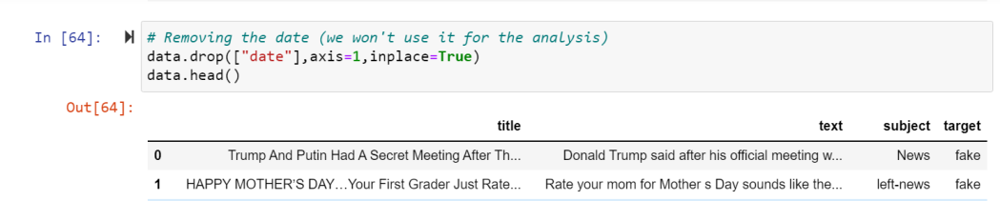 In [64]: # Removing the date (we won't use it for the analysis)
data.drop(["date"],axis=1,inplace=True)
data.head()
Out[64]:
title text subject target
0 Trump And Putin Had A Secret Meeting After Th... Donald Trump said after his official meeting w... News fake
1 HAPPY MOTHER'S DAY…Your First Grader Just Rate... Rate your mom for Mother s Day sounds like the... left-news fake